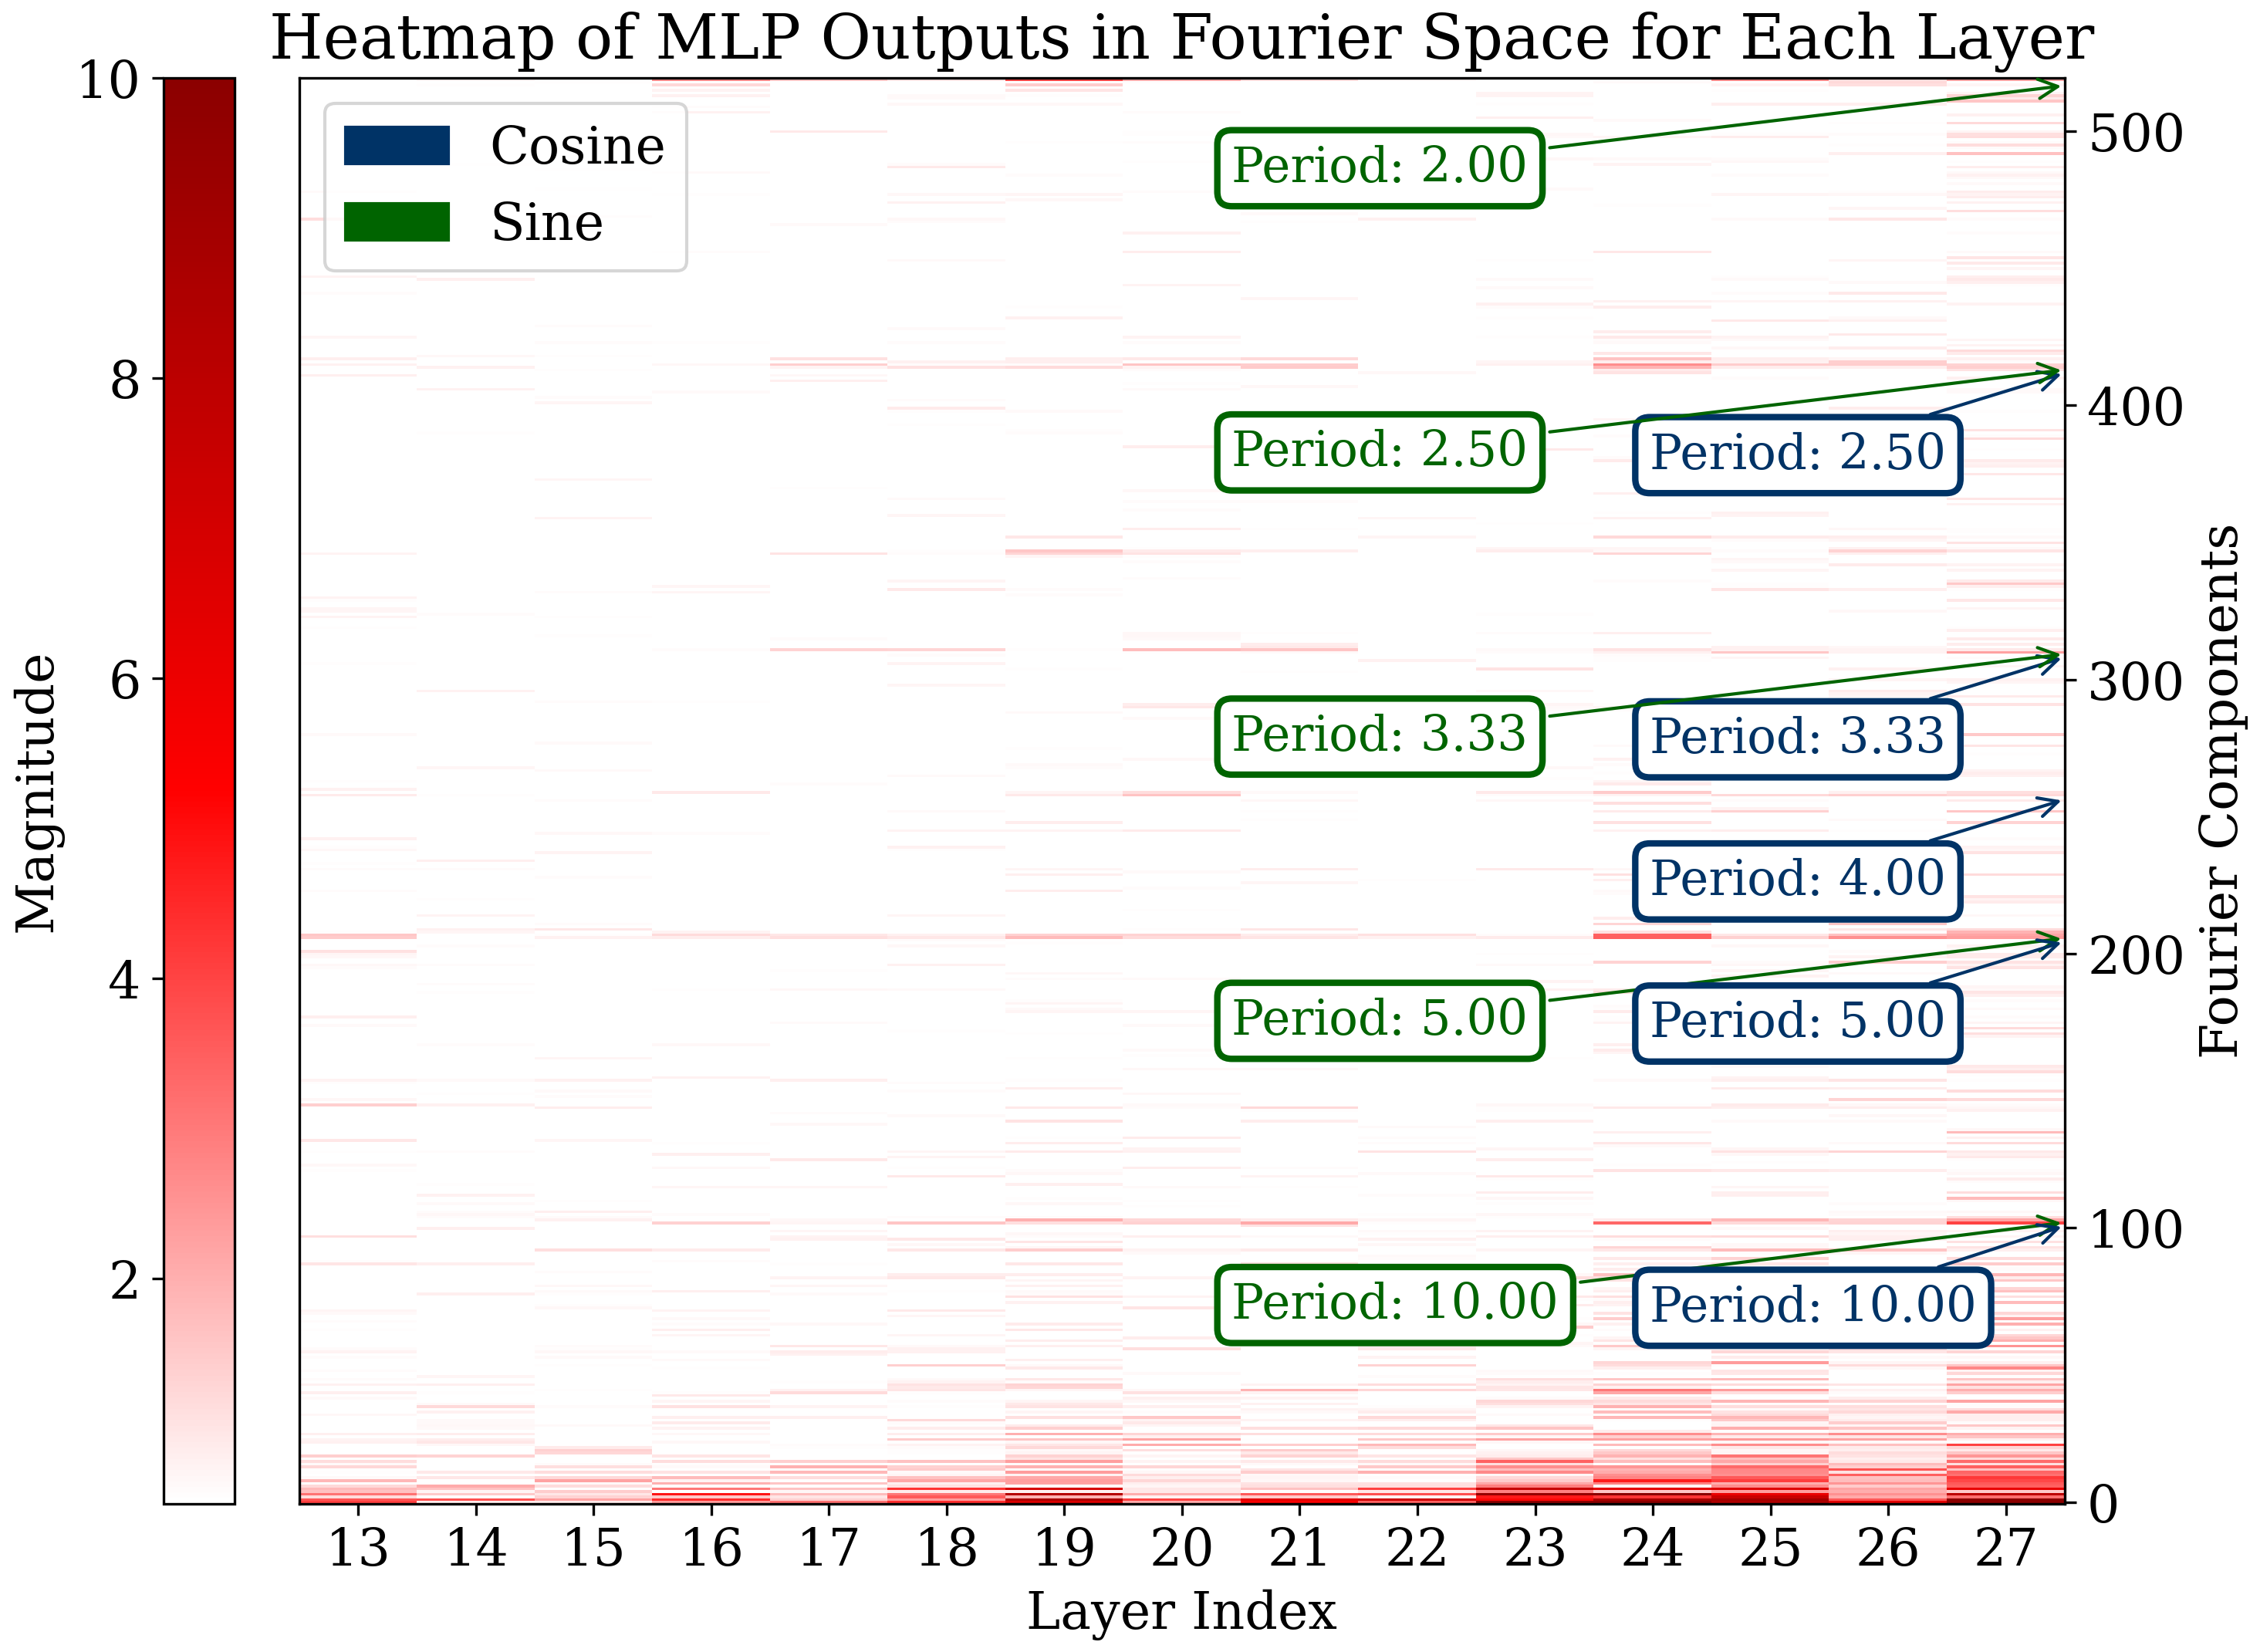 Heatmap of MLP Outputs in Fourier Space for Each Layer
10
8
6
4
2
Magnitude
Cosine
Sine
Period: 2.00
Period: 2.50
Period: 2.50
Period: 3.33
Period: 3.33
Period: 4.00
Period: 5.00
Period: 5.00
Period: 10.00
Period: 10.00
500
400
300
200
100
0
Fourier Components
13 14 15 16 17 18 19 20 21 22 23 24 25 26 27
Layer Index